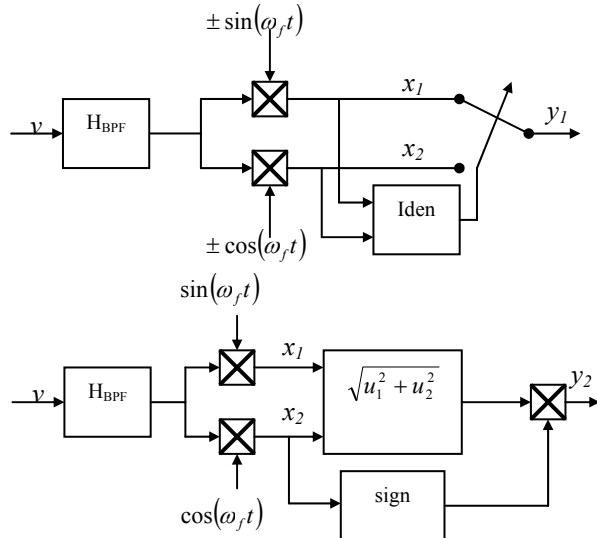 ± sin(ω_f t)
v
H_BPF
x_1
y_1
x_2
Iden
± cos(ω_f t)
sin(ω_f t)
v
H_BPF
x_1
√(u_1^2 + u_2^2)
y_2
x_2
sign
cos(ω_f t)